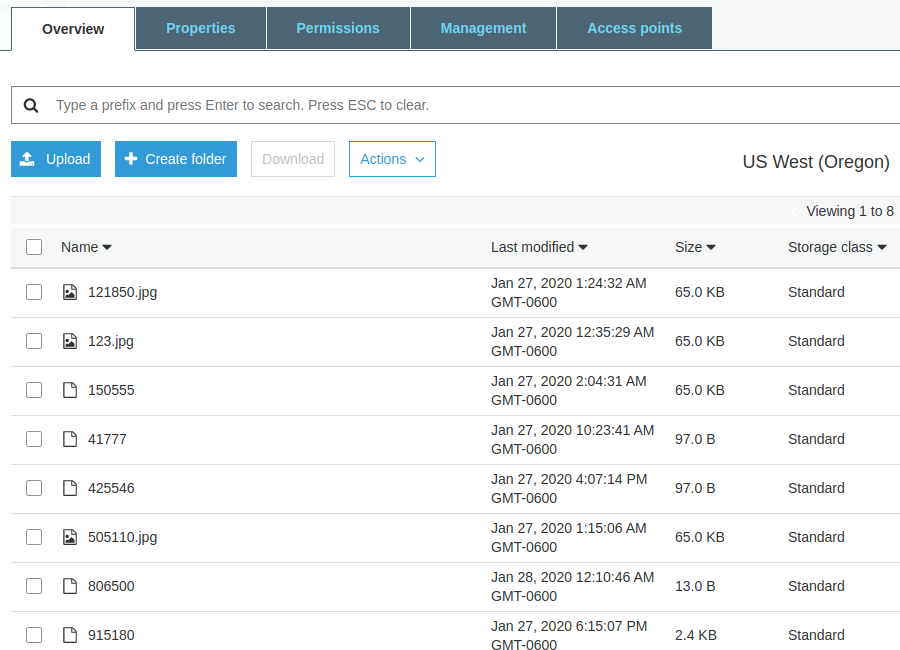 Overview Properties Permissions Management Access points
Type a prefix and press Enter to search. Press ESC to clear.
Upload Create folder Download Actions
US West (Oregon)
Viewing 1 to 8
Name Last modified Size Storage class
121850.jpg Jan 27, 2020 1:24:32 AM 65.0 KB Standard
GMT-0600
123.jpg Jan 27, 2020 12:35:29 AM 65.0 KB Standard
GMT-0600
150555 Jan 27, 2020 2:04:31 AM 65.0 KB Standard
GMT-0600
41777 Jan 27, 2020 10:23:41 AM 97.0 B Standard
GMT-0600
425546 Jan 27, 2020 4:07:14 PM 97.0 B Standard
GMT-0600
505110.jpg Jan 27, 2020 1:15:06 AM 65.0 KB Standard
GMT-0600
806500 Jan 28, 2020 12:10:46 AM 13.0 B Standard
GMT-0600
915180 Jan 27, 2020 6:15:07 PM 2.4 KB Standard
GMT-0600